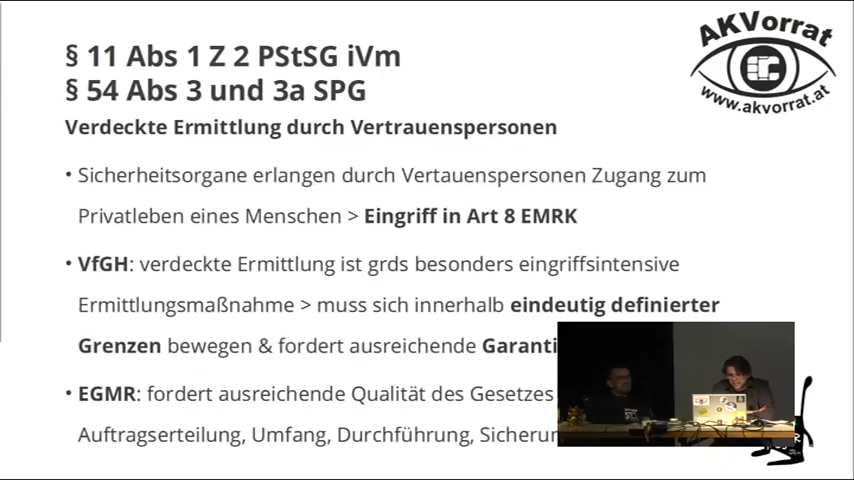 § 11 Abs 1 Z 2 PStSG iVm
§ 54 Abs 3 und 3a SPG
AKVorrat
www.akvorrat.at
Verdeckte Ermittlung durch Vertrauenspersonen
• Sicherheitsorgane erlangen durch Vertauenspersonen Zugang zum
Privatleben eines Menschen > Eingriff in Art 8 EMRK
• VfGH: verdeckte Ermittlung ist grds besonders eingriffsintensive
Ermittlungsmaßnahme > muss sich innerhalb eindeutig definierter
Grenzen bewegen & fordert ausreichende Garanti
• EGMR: fordert ausreichende Qualität des Gesetzes
Auftragserteilung, Umfang, Durchführung, Sicherun